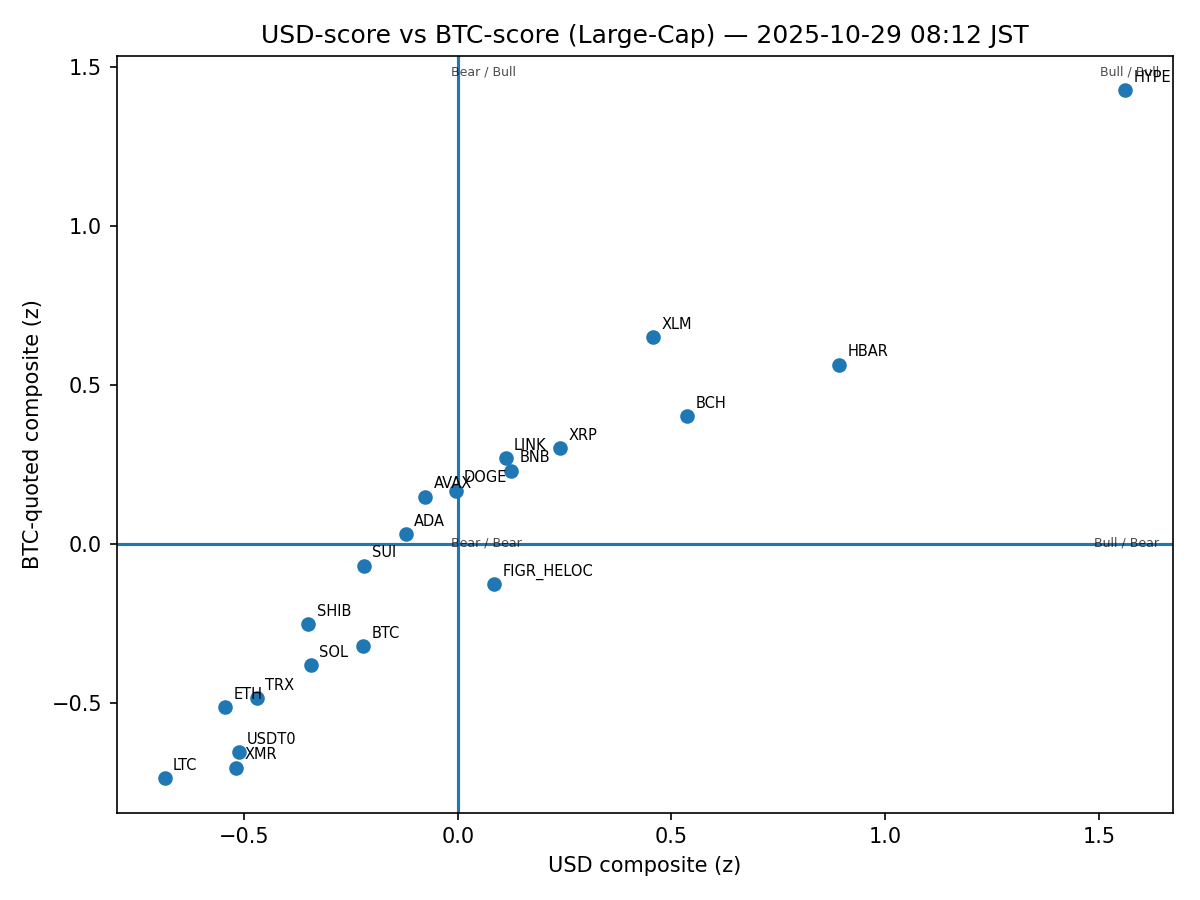 USD-score vs BTC-score (Large-Cap) — 2025-10-29 08:12 JST
1.5
Bear / Bull
Bull / Bull
HYPE
1.0
XLM
HBAR
0.5
BCH
XRP
LINK
BNB
DOGE
AVAX
ADA
0.0
Bear / Bear
Bull / Bear
SUI
FIGR_HELOC
SHIB
BTC
SOL
TRX
ETH
−0.5
USDT0
XMR
LTC
−0.5
0.0
0.5
1.0
1.5
USD composite (z)
BTC-quoted composite (z)